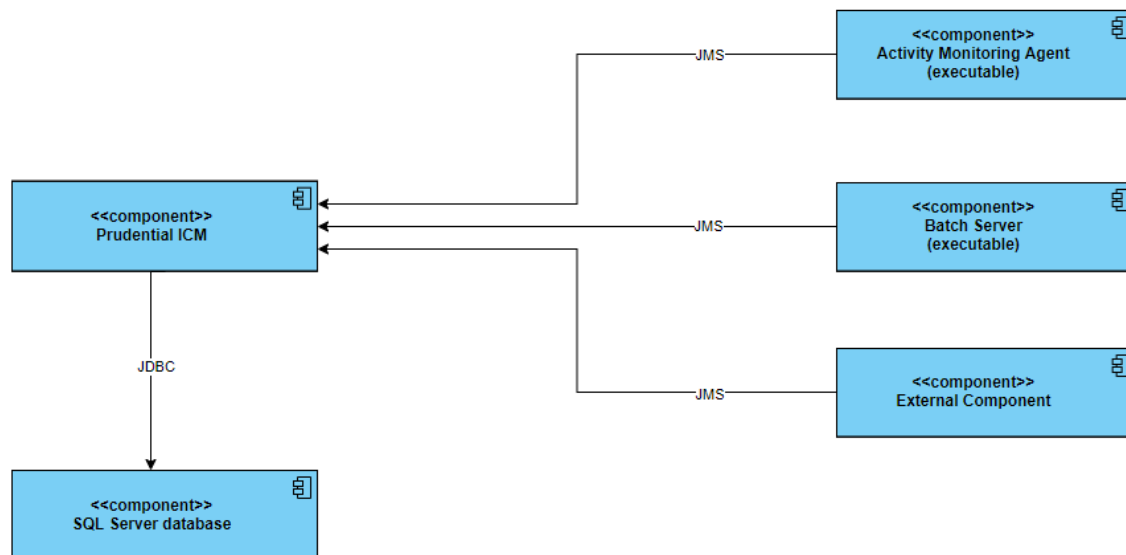 <<component>>
Activity Monitoring Agent
(executable)
JMS
<<component>>
Prudential ICM
JMS
<<component>>
Batch Server
(executable)
JDBC
JMS
<<component>>
External Component
<<component>>
SQL Server database